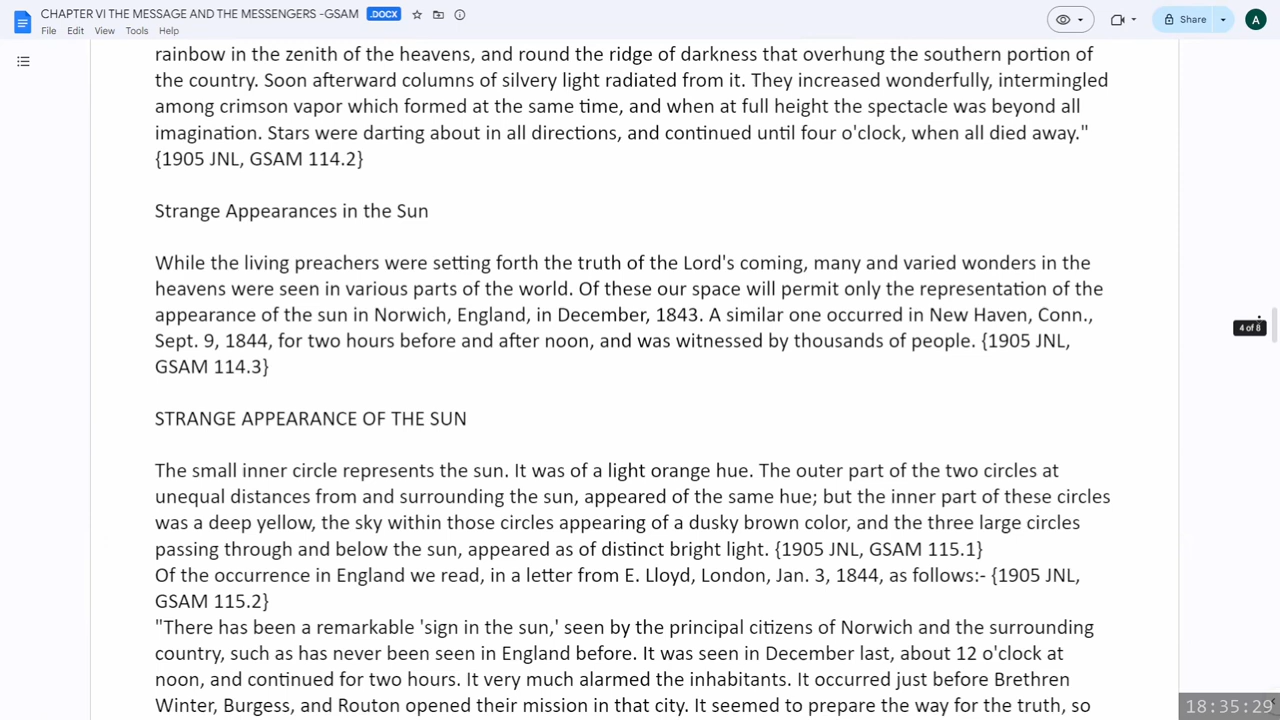 CHAPTER VI THE MESSAGE AND THE MESSENGERS -GSAM .DOCX
File Edit View Tools Help
Share
A
rainbow in the zenith of the heavens, and round the ridge of darkness that overhung the southern portion of
the country. Soon afterward columns of silvery light radiated from it. They increased wonderfully, intermingled
among crimson vapor which formed at the same time, and when at full height the spectacle was beyond all
imagination. Stars were darting about in all directions, and continued until four o'clock, when all died away."
{1905 JNL, GSAM 114.2}
Strange Appearances in the Sun
While the living preachers were setting forth the truth of the Lord's coming, many and varied wonders in the
heavens were seen in various parts of the world. Of these our space will permit only the representation of the
appearance of the sun in Norwich, England, in December, 1843. A similar one occurred in New Haven, Conn.,
4 of 8
Sept. 9, 1844, for two hours before and after noon, and was witnessed by thousands of people. {1905 JNL,
GSAM 114.3}
STRANGE APPEARANCE OF THE SUN
The small inner circle represents the sun. It was of a light orange hue. The outer part of the two circles at
unequal distances from and surrounding the sun, appeared of the same hue; but the inner part of these circles
was a deep yellow, the sky within those circles appearing of a dusky brown color, and the three large circles
passing through and below the sun, appeared as of distinct bright light. {1905 JNL, GSAM 115.1}
Of the occurrence in England we read, in a letter from E. Lloyd, London, Jan. 3, 1844, as follows:- {1905 JNL,
GSAM 115.2}
"There has been a remarkable 'sign in the sun,' seen by the principal citizens of Norwich and the surrounding
country, such as has never been seen in England before. It was seen in December last, about 12 o'clock at
noon, and continued for two hours. It very much alarmed the inhabitants. It occurred just before Brethren
Winter, Burgess, and Routon opened their mission in that city. It seemed to prepare the way for the truth, so
18:35:29